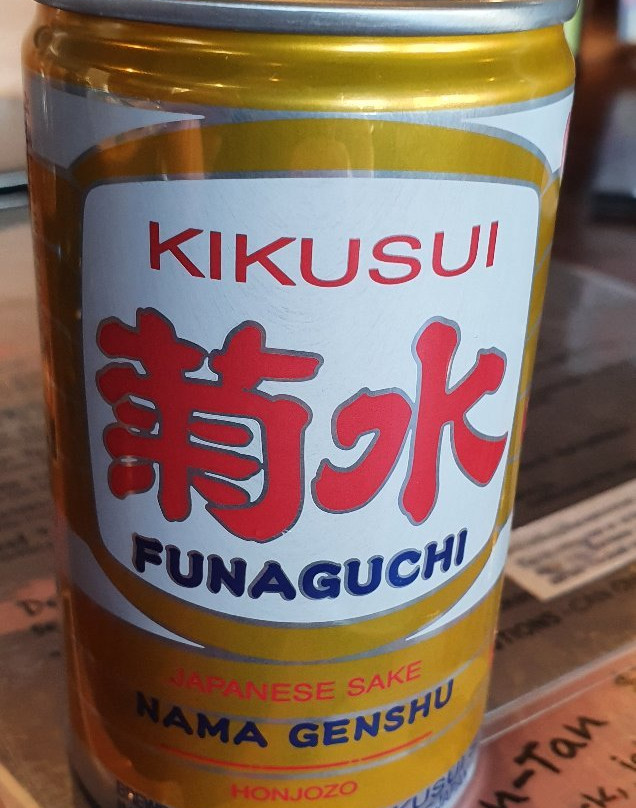 KIKUSUI
菊水
FUNAGUCHI
JAPANESE SAKE
NAMA GENSHU
HONJOZO